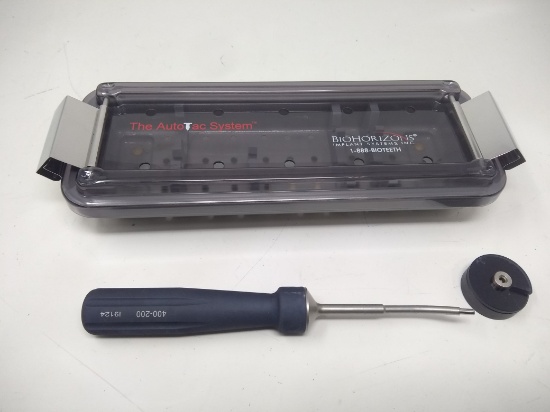 The AutoTac System™
BIOHORIZONS®
IMPLANT SYSTEMS INC.
1-888-BIOTEETH
400-200
I9124